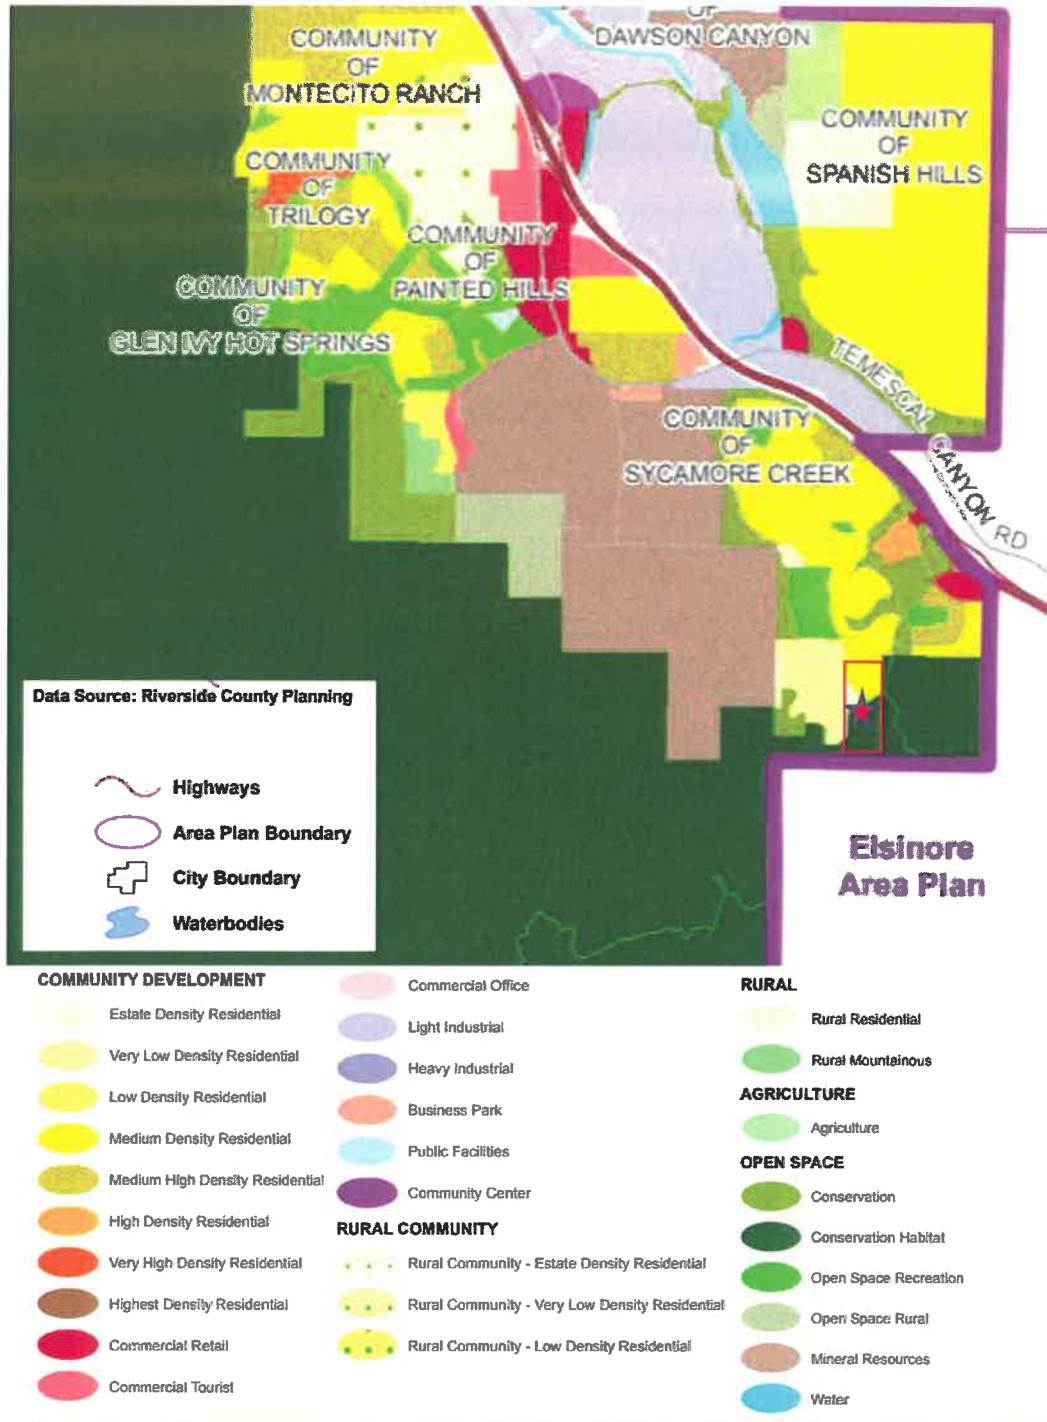 COMMUNITY
OF
MONTECITO RANCH
OF
DAWSON CANYON
COMMUNITY
OF
SPANISH HILLS
COMMUNITY
OF
TRILOGY
COMMUNITY
OF
PAINTED HILLS
COMMUNITY
OF
GLEN IVY HOT SPRINGS
TEMESCAL CANYON RD
COMMUNITY
OF
SYCAMORE CREEK
Elsinore
Area Plan
Data Source: Riverside County Planning
Highways
Area Plan Boundary
City Boundary
Waterbodies
COMMUNITY DEVELOPMENT
Estate Density Residential
Very Low Density Residential
Low Density Residential
Medium Density Residential
Medium High Density Residential
High Density Residential
Very High Density Residential
Highest Density Residential
Commercial Retail
Commercial Tourist
Commercial Office
Light Industrial
Heavy Industrial
Business Park
Public Facilities
Community Center
RURAL COMMUNITY
Rural Community - Estate Density Residential
Rural Community - Very Low Density Residential
Rural Community - Low Density Residential
RURAL
Rural Residential
Rural Mountainous
AGRICULTURE
Agriculture
OPEN SPACE
Conservation
Conservation Habitat
Open Space Recreation
Open Space Rural
Mineral Resources
Water